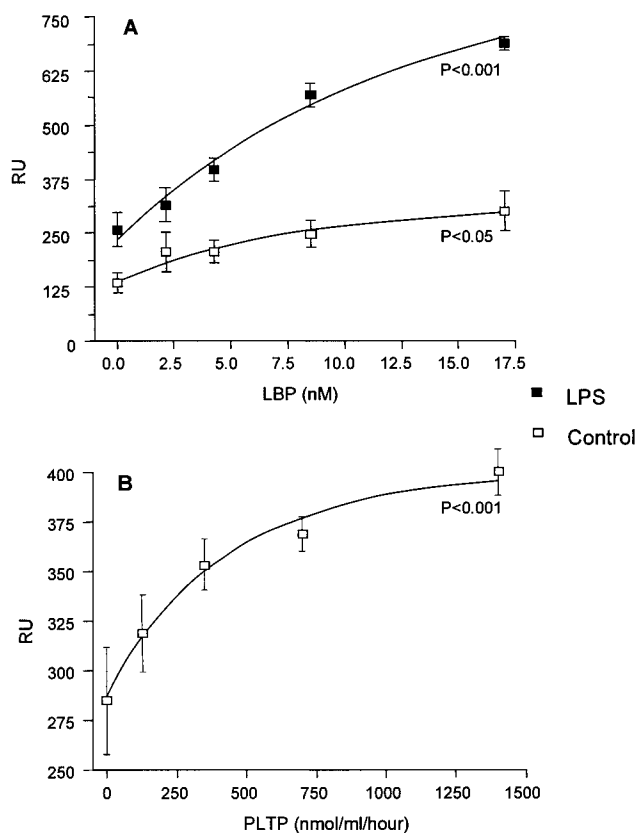 A
750
625
500
375
250
125
0
RU
P<0.001
P<0.05
0.0 2.5 5.0 7.5 10.0 12.5 15.0 17.5
LBP (nM)
LPS
Control
B
400
375
350
325
300
275
250
RU
P<0.001
0 250 500 750 1000 1250 1500
PLTP (nmol/ml/hour)